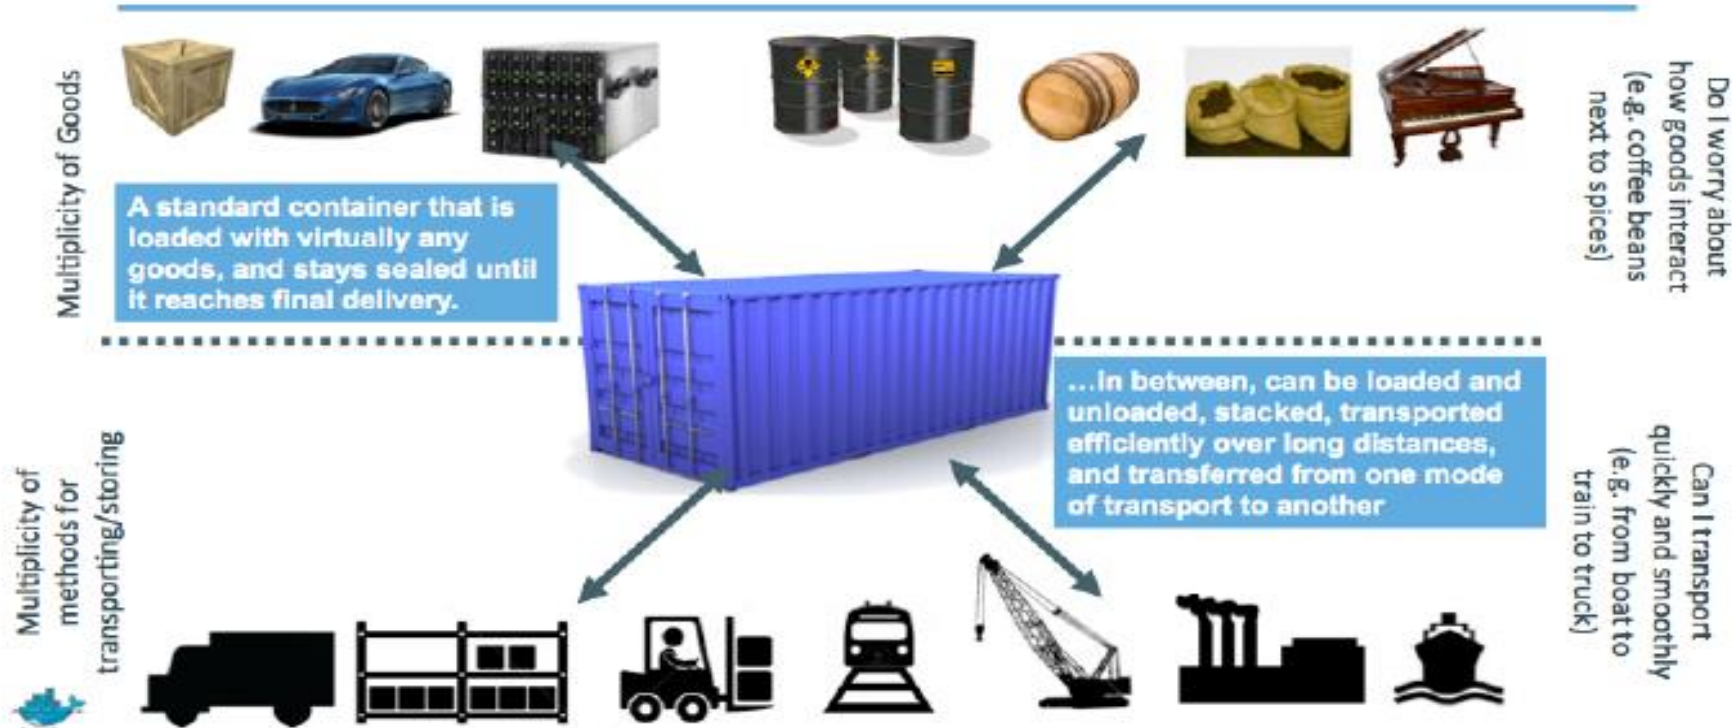 Multiplicity of Goods
A standard container that is
loaded with virtually any
goods, and stays sealed until
it reaches final delivery.
Do I worry about
how goods interact
(e.g. coffee beans
next to spices)
Multiplicity of
methods for
transporting/storing
...in between, can be loaded and
unloaded, stacked, transported
efficiently over long distances,
and transferred from one mode
of transport to another
Can I transport
quickly and smoothly
(e.g. from boat to
train to truck)